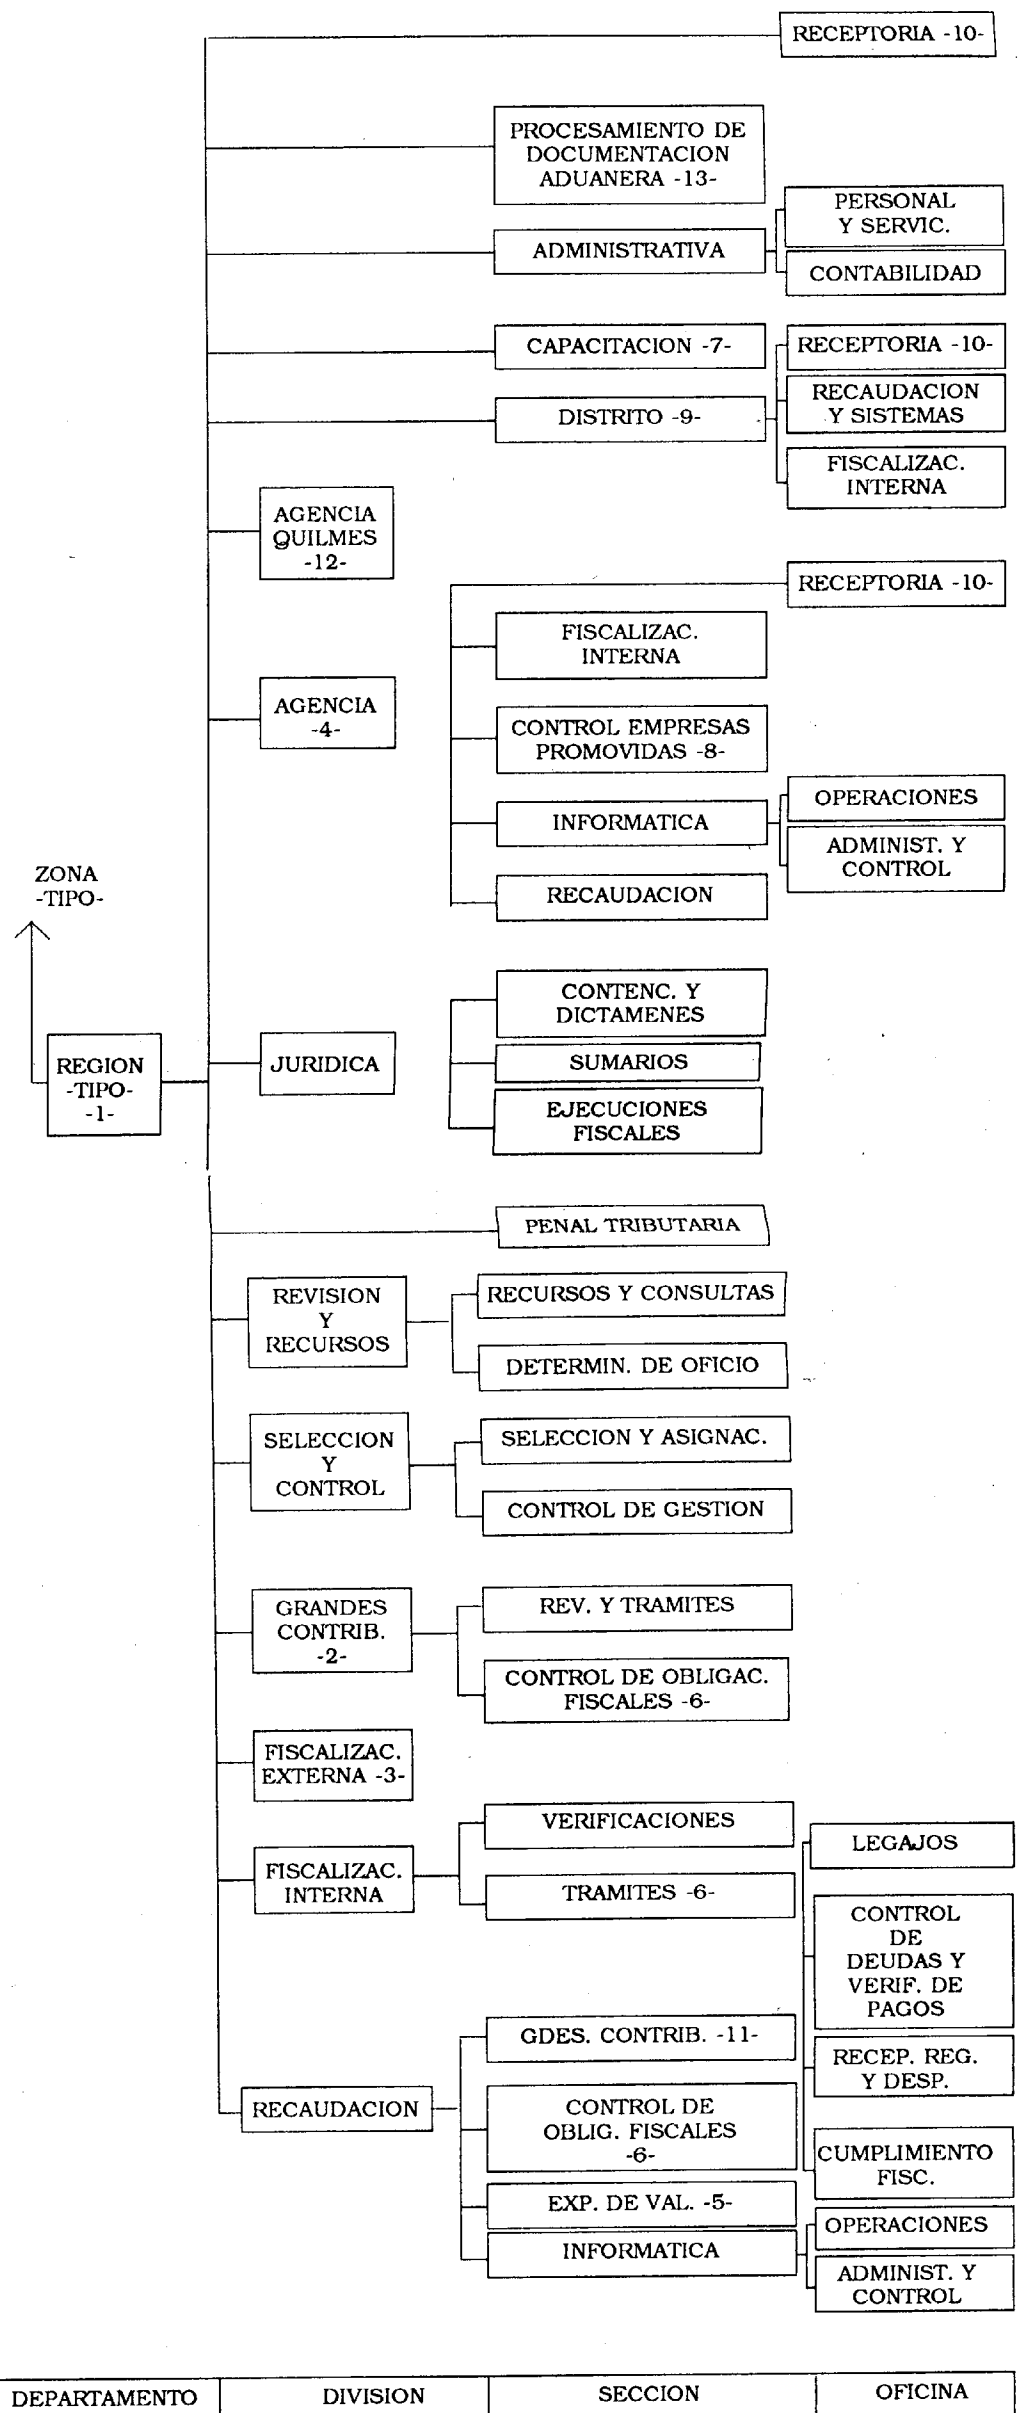 RECEPTORIA -10-
PROCESAMIENTO DE
DOCUMENTACION
ADUANERA -13-
PERSONAL
Y SERVIC.
ADMINISTRATIVA
CONTABILIDAD
CAPACITACION -7-
RECEPTORIA -10-
RECAUDACION
Y SISTEMAS
DISTRITO -9-
FISCALIZAC.
INTERNA
AGENCIA
QUILMES
-12-
RECEPTORIA -10-
FISCALIZAC.
INTERNA
AGENCIA
-4-
CONTROL EMPRESAS
PROMOVIDAS -8-
OPERACIONES
INFORMATICA
ADMINIST. Y
CONTROL
RECAUDACION
ZONA
-TIPO-
CONTENC. Y
DICTAMENES
REGION
-TIPO-
-1-
JURIDICA
SUMARIOS
EJECUCIONES
FISCALES
PENAL TRIBUTARIA
REVISION
Y
RECURSOS
RECURSOS Y CONSULTAS
DETERMIN. DE OFICIO
SELECCION
Y
CONTROL
SELECCION Y ASIGNAC.
CONTROL DE GESTION
GRANDES
CONTRIB.
-2-
REV. Y TRAMITES
CONTROL DE OBLIGAC.
FISCALES -6-
FISCALIZAC.
EXTERNA -3-
FISCALIZAC.
INTERNA
VERIFICACIONES
TRAMITES -6-
LEGAJOS
CONTROL
DE
DEUDAS Y
VERIF. DE
PAGOS
GDES. CONTRIB. -11-
RECEP. REG.
Y DESP.
RECAUDACION
CONTROL DE
OBLIG. FISCALES
-6-
CUMPLIMIENTO
FISC.
EXP. DE VAL. -5-
INFORMATICA
OPERACIONES
ADMINIST. Y
CONTROL
DEPARTAMENTO DIVISION SECCION OFICINA